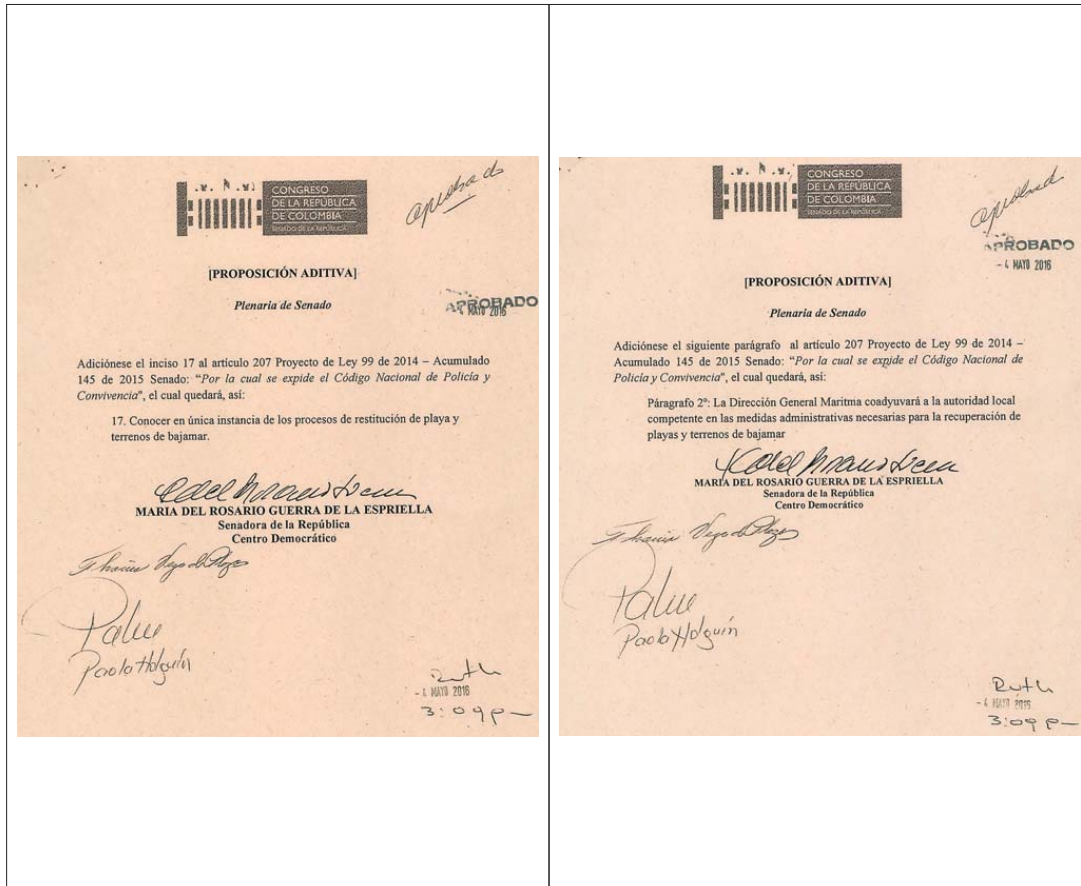 CONGRESO
DE LA REPÚBLICA
DE COLOMBIA
SENADO DE LA REPÚBLICA
aprobado
[PROPOSICIÓN ADITIVA]
Plenaria de Senado
APROBADO
4 MAYO 2016
Adiciónese el inciso 17 al artículo 207 Proyecto de Ley 99 de 2014 – Acumulado
145 de 2015 Senado: “Por la cual se expide el Código Nacional de Policía y
Convivencia”, el cual quedará, así:
17. Conocer en única instancia de los procesos de restitución de playa y
terrenos de bajamar.
MARIA DEL ROSARIO GUERRA DE LA ESPRIELLA
Senadora de la República
Centro Democrático
Paola Holguín
Ruth
- 4 MAYO 2016
3:09 p
CONGRESO
DE LA REPÚBLICA
DE COLOMBIA
SENADO DE LA REPÚBLICA
aprobad
APROBADO
- 4 MAYO 2016
[PROPOSICIÓN ADITIVA]
Plenaria de Senado
Adiciónese el siguiente parágrafo al artículo 207 Proyecto de Ley 99 de 2014 –
Acumulado 145 de 2015 Senado: “Por la cual se expide el Código Nacional de
Policía y Convivencia”, el cual quedará, así:
Páragrafo 2º: La Dirección General Maritma coadyuvará a la autoridad local
competente en las medidas administrativas necesarias para la recuperación de
playas y terrenos de bajamar
MARIA DEL ROSARIO GUERRA DE LA ESPRIELLA
Senadora de la República
Centro Democrático
Paola Holguín
Ruth
- 4 MAYO 2016
3:09 p